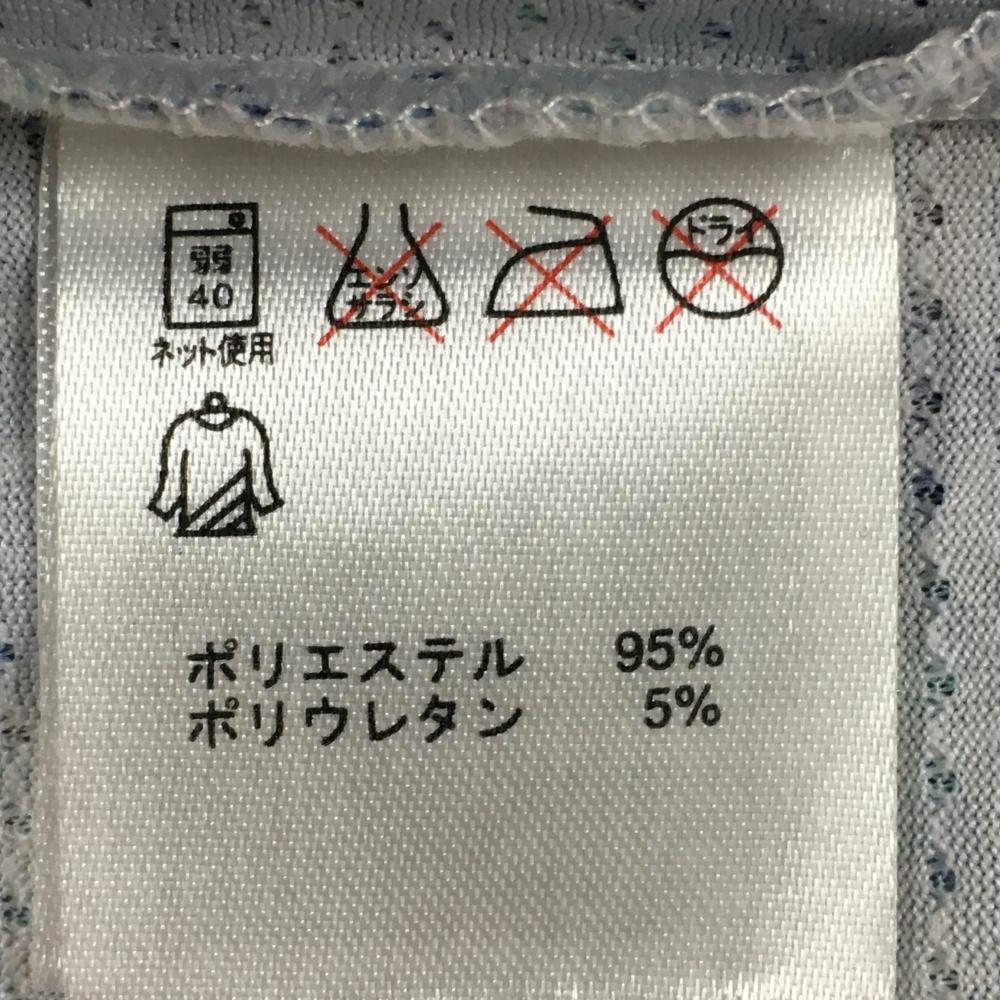 弱
40
ネット使用
エンソ
サラシ
ドライ
ポリエステル 95%
ポリウレタン 5%